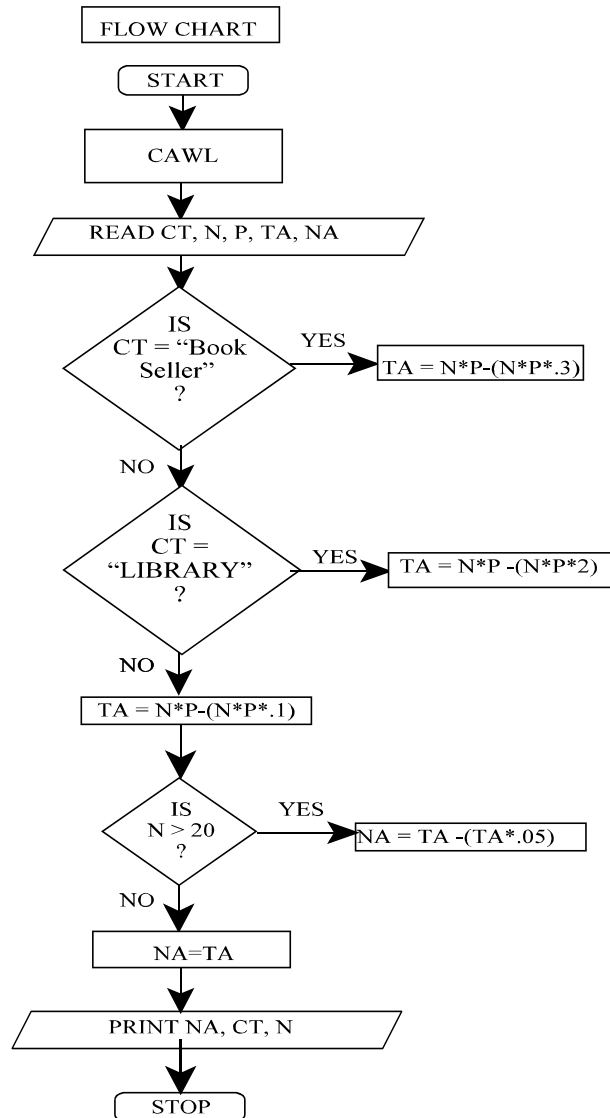 FLOW CHART
START
CAWL
READ CT, N, P, TA, NA
IS
CT = “Book
Seller”
?
YES
TA = N*P-(N*P*.3)
NO
IS
CT =
“LIBRARY”
?
YES
TA = N*P -(N*P*2)
NO
TA = N*P-(N*P*.1)
IS
N > 20
?
YES
NA = TA -(TA*.05)
NO
NA=TA
PRINT NA, CT, N
STOP